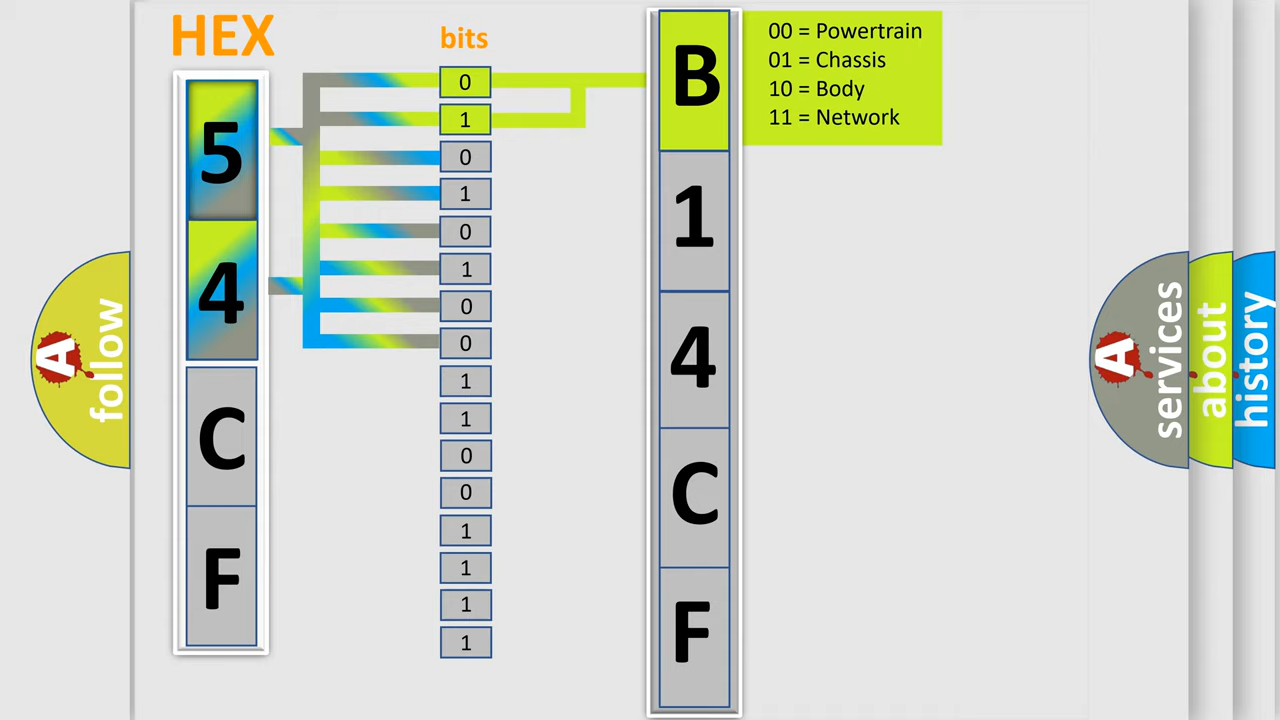 HEX
bits
5
4
C
F
0
1
0
1
0
1
0
0
1
1
0
0
1
1
1
1
B
1
4
C
F
00 = Powertrain
01 = Chassis
10 = Body
11 = Network
A
follow
A
services
about
history